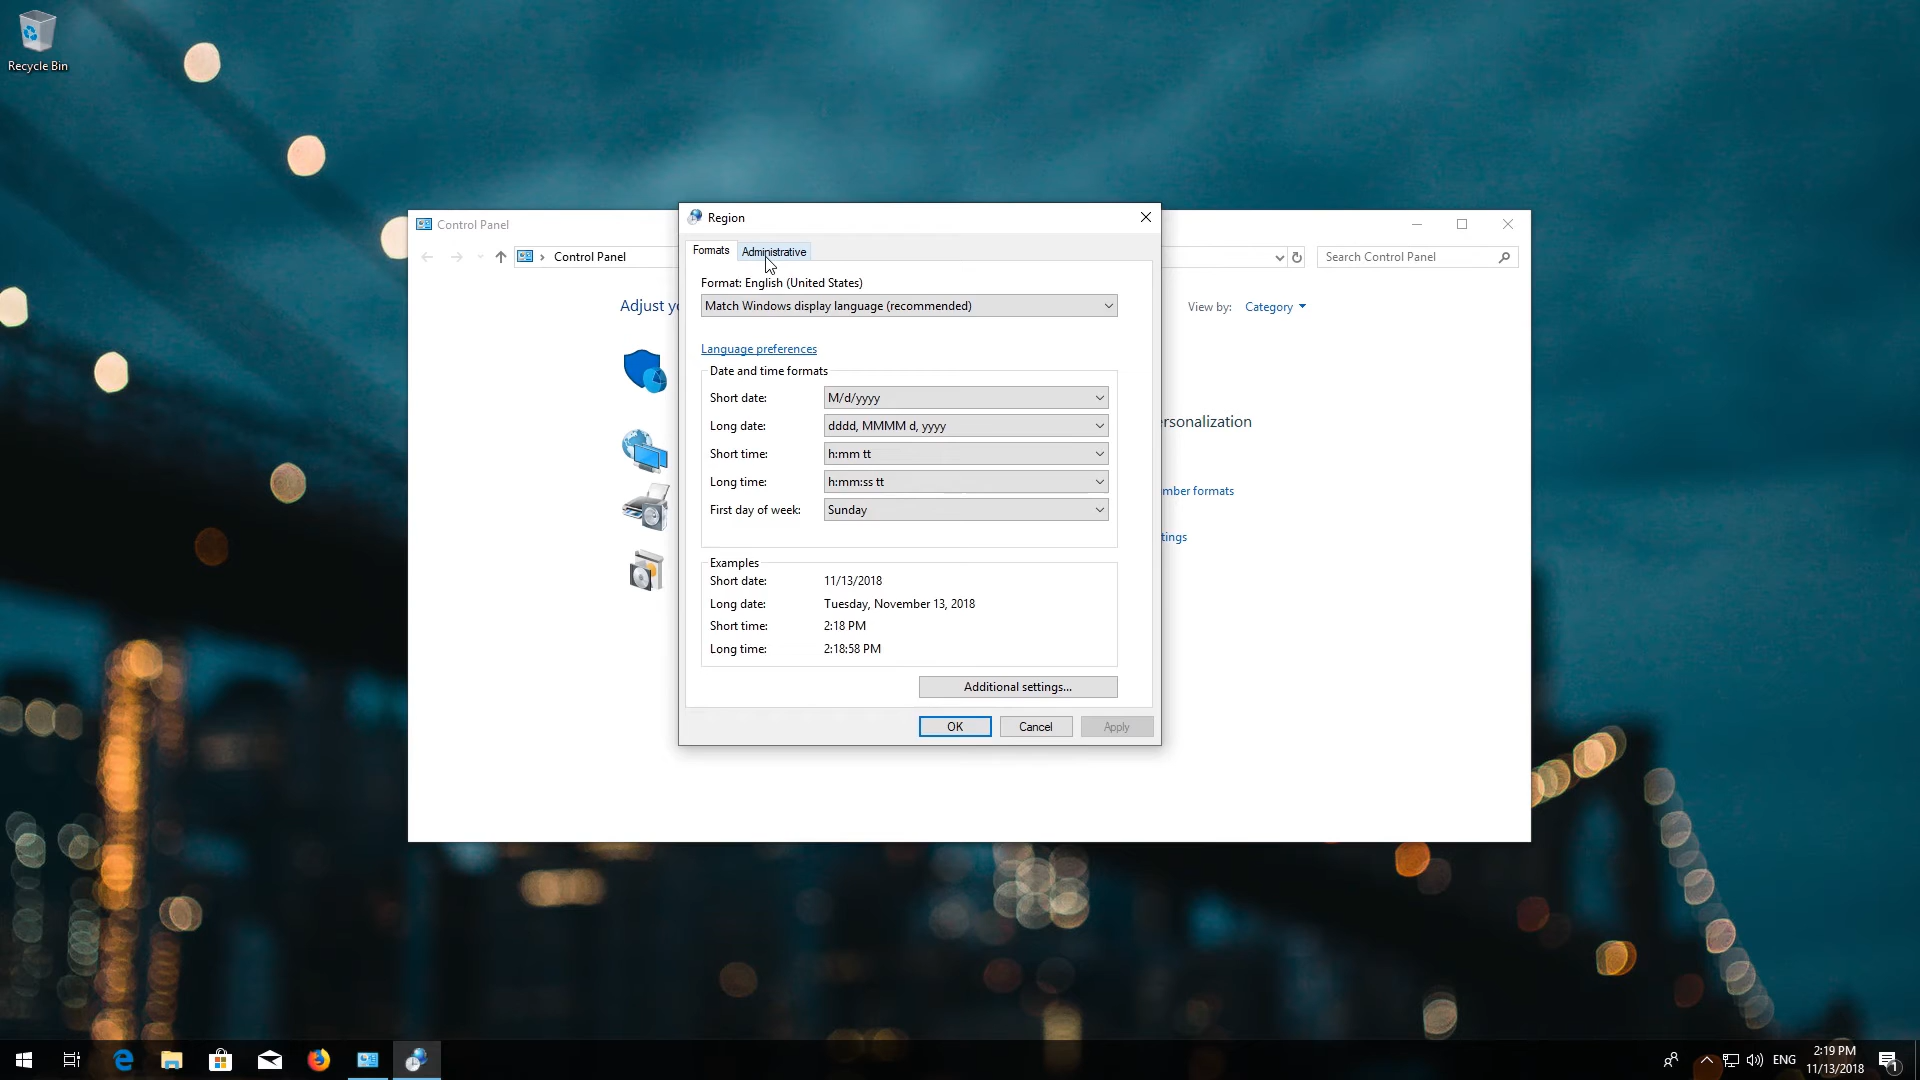 Recycle Bin
Control Panel
Region
Formats
Administrative
Control Panel
Search Control Panel
Format: English (United States)
Match Windows display language (recommended)
Adjust y
View by:
Category
Language preferences
Date and time formats
Short date:
M/d/yyyy
Long date:
dddd, MMMM d, yyyy
ersonalization
Short time:
h:mm tt
Long time:
h:mm:ss tt
mber formats
First day of week:
Sunday
tings
Examples
Short date:
11/13/2018
Long date:
Tuesday, November 13, 2018
Short time:
2:18 PM
Long time:
2:18:58 PM
Additional settings...
OK
Cancel
Apply
ENG
2:19 PM
11/13/2018
1